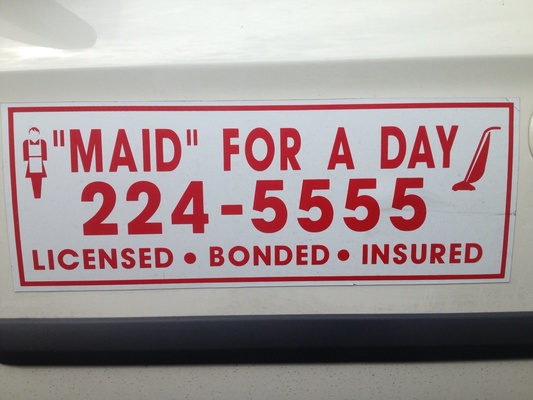 "MAID" FOR A DAY
224-5555
LICENSED • BONDED • INSURED